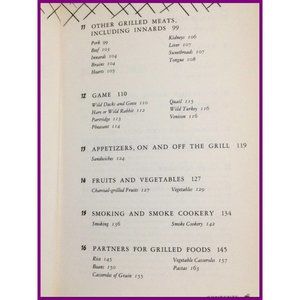 11 OTHER GRILLED MEATS,
INCLUDING INNARDS 99
Pork 99
Beef 103
Innards 104
Brains 104
Hearts 105
Kidneys 106
Liver 107
Sweetbreads 107
Tongue 108
12 GAME 110
Wild Ducks and Geese 110
Hare or Wild Rabbit 112
Partridge 113
Pheasant 114
Quail 115
Wild Turkey 116
Venison 116
13 APPETIZERS, ON AND OFF THE GRILL 119
Sandwiches 124
14 FRUITS AND VEGETABLES 127
Charcoal-grilled Fruits 127
Vegetables 129
15 SMOKING AND SMOKE COOKERY 134
Smoking 136
Smoke Cookery 142
16 PARTNERS FOR GRILLED FOODS 145
Rice 145
Beans 150
Casseroles of Grain 155
Vegetable Casseroles 157
Pastas 163